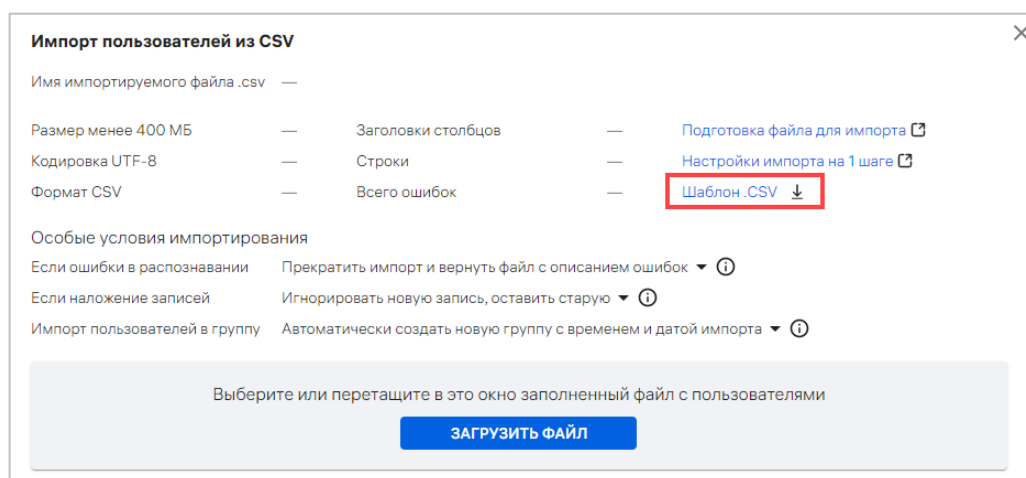 Импорт пользователей из CSV
Имя импортируемого файла .csv —
Размер менее 400 МБ — Заголовки столбцов — Подготовка файла для импорта
Кодировка UTF-8 — Строки — Настройки импорта на 1 шаге
Формат CSV — Всего ошибок — Шаблон .CSV
Особые условия импортирования
Если ошибки в распознавании Прекратить импорт и вернуть файл с описанием ошибок
Если наложение записей Игнорировать новую запись, оставить старую
Импорт пользователей в группу Автоматически создать новую группу с временем и датой импорта
Выберите или перетащите в это окно заполненный файл с пользователями
ЗАГРУЗИТЬ ФАЙЛ